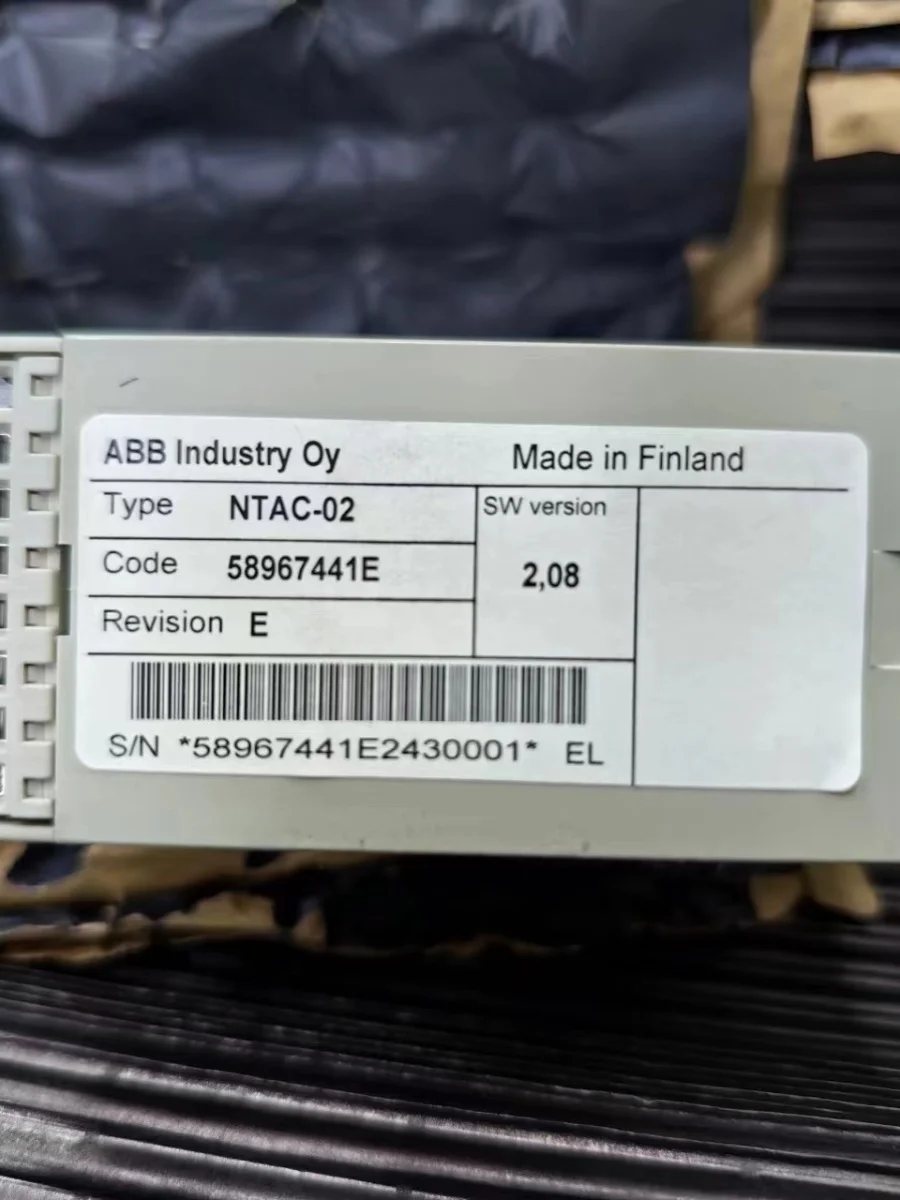 ABB Industry Oy Made in Finland
Type NTAC-02 SW version
Code 58967441E 2,08
Revision E
S/N *58967441E2430001* EL